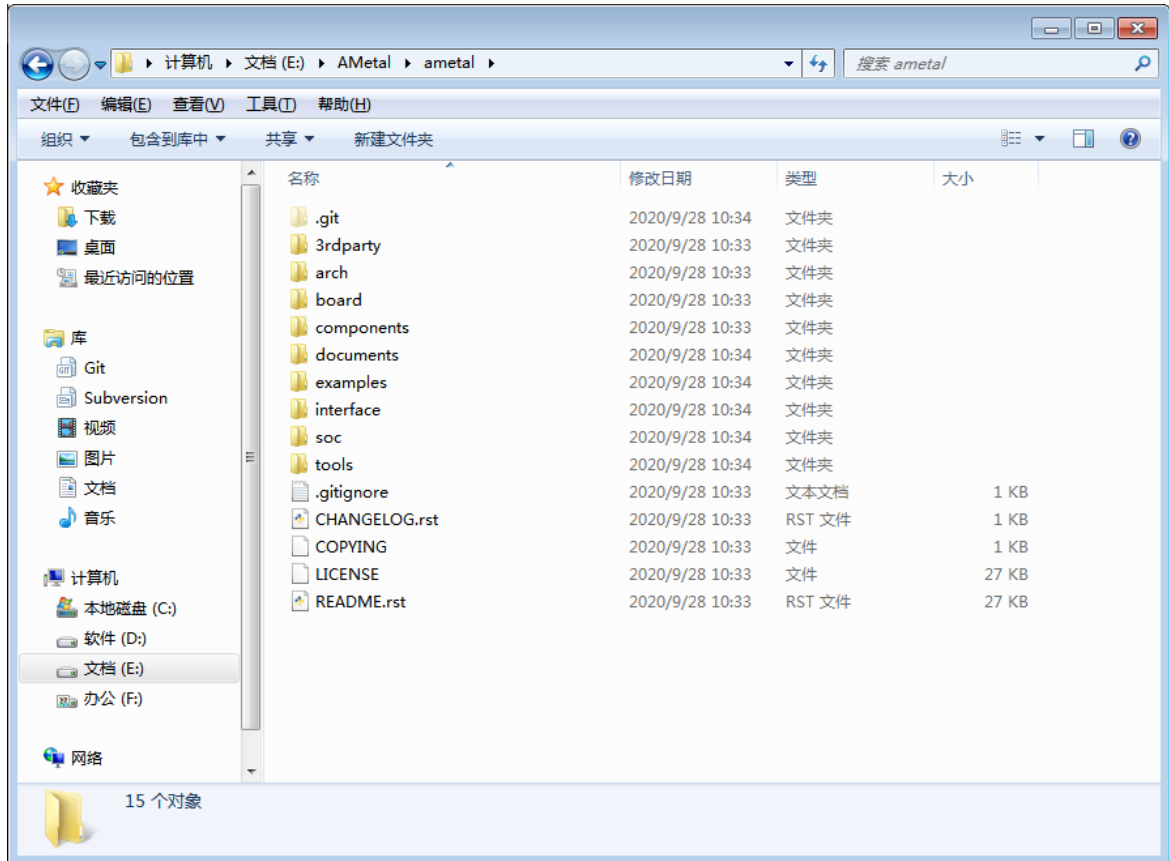 计算机 文档 (E:) AMetal ametal 搜索 ametal
文件(F) 编辑(E) 查看(V) 工具(T) 帮助(H)
组织 包含到库中 共享 新建文件夹
收藏夹
下载
桌面
最近访问的位置
库
Git
Subversion
视频
图片
文档
音乐
计算机
本地磁盘 (C:)
软件 (D:)
文档 (E:)
办公 (F:)
网络
名称 修改日期 类型 大小
.git 2020/9/28 10:34 文件夹
3rdparty 2020/9/28 10:33 文件夹
arch 2020/9/28 10:33 文件夹
board 2020/9/28 10:33 文件夹
components 2020/9/28 10:33 文件夹
documents 2020/9/28 10:34 文件夹
examples 2020/9/28 10:34 文件夹
interface 2020/9/28 10:34 文件夹
soc 2020/9/28 10:34 文件夹
tools 2020/9/28 10:34 文件夹
.gitignore 2020/9/28 10:33 文本文档 1 KB
CHANGELOG.rst 2020/9/28 10:33 RST 文件 1 KB
COPYING 2020/9/28 10:33 文件 1 KB
LICENSE 2020/9/28 10:33 文件 27 KB
README.rst 2020/9/28 10:33 RST 文件 27 KB
15 个对象